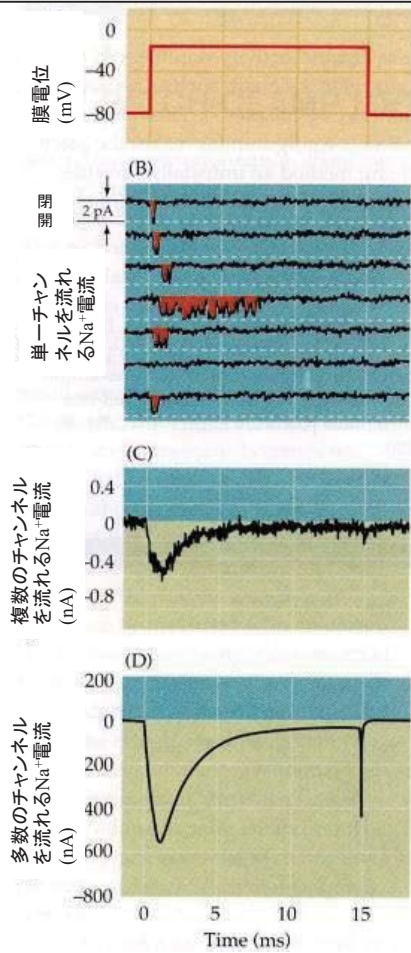 膜電位
(mV)
0
−40
−80
(B)
開 閉
2 pA
単一チャン
ネルを流れ
るNa⁺電流
(C)
複数のチャンネル
を流れるNa⁺電流
(nA)
0.4
0
-0.4
-0.8
(D)
多数のチャンネル
を流れるNa⁺電流
(nA)
200
0
200
400
600
−800
0 5 10 15
Time (ms)